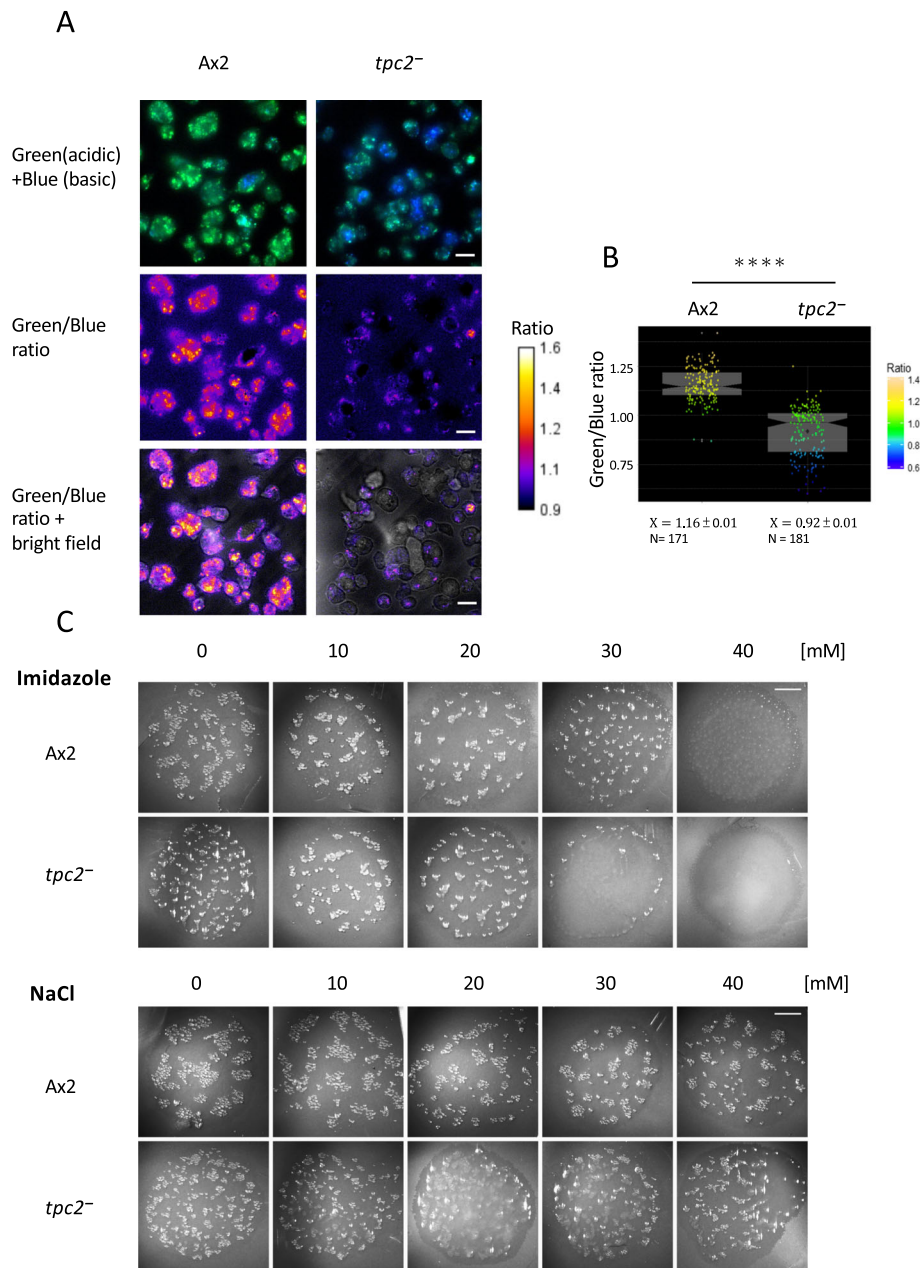 A
Ax2 tpc2⁻
Green(acidic)
+Blue (basic)
Green/Blue
ratio
Green/Blue
ratio +
bright field
Ratio
1.6
1.5
1.4
1.3
1.2
1.1
1.0
0.9
B
****
Ax2 tpc2⁻
Green/Blue ratio
1.25
1.00
0.75
Ratio
1.4
1.2
1.0
0.8
0.6
X = 1.16 ± 0.01 X = 0.92 ± 0.01
N= 171 N = 181
C
0 10 20 30 40 [mM]
Imidazole
Ax2
tpc2⁻
0 10 20 30 40 [mM]
NaCl
Ax2
tpc2⁻